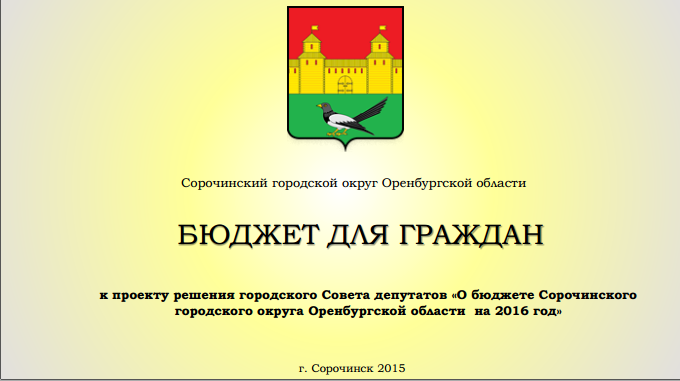 Сорочинский городской округ Оренбургской области
БЮДЖЕТ ДЛЯ ГРАЖДАН
к проекту решения городского Совета депутатов «О бюджете Сорочинского
городского округа Оренбургской области на 2016 год»
г. Сорочинск 2015